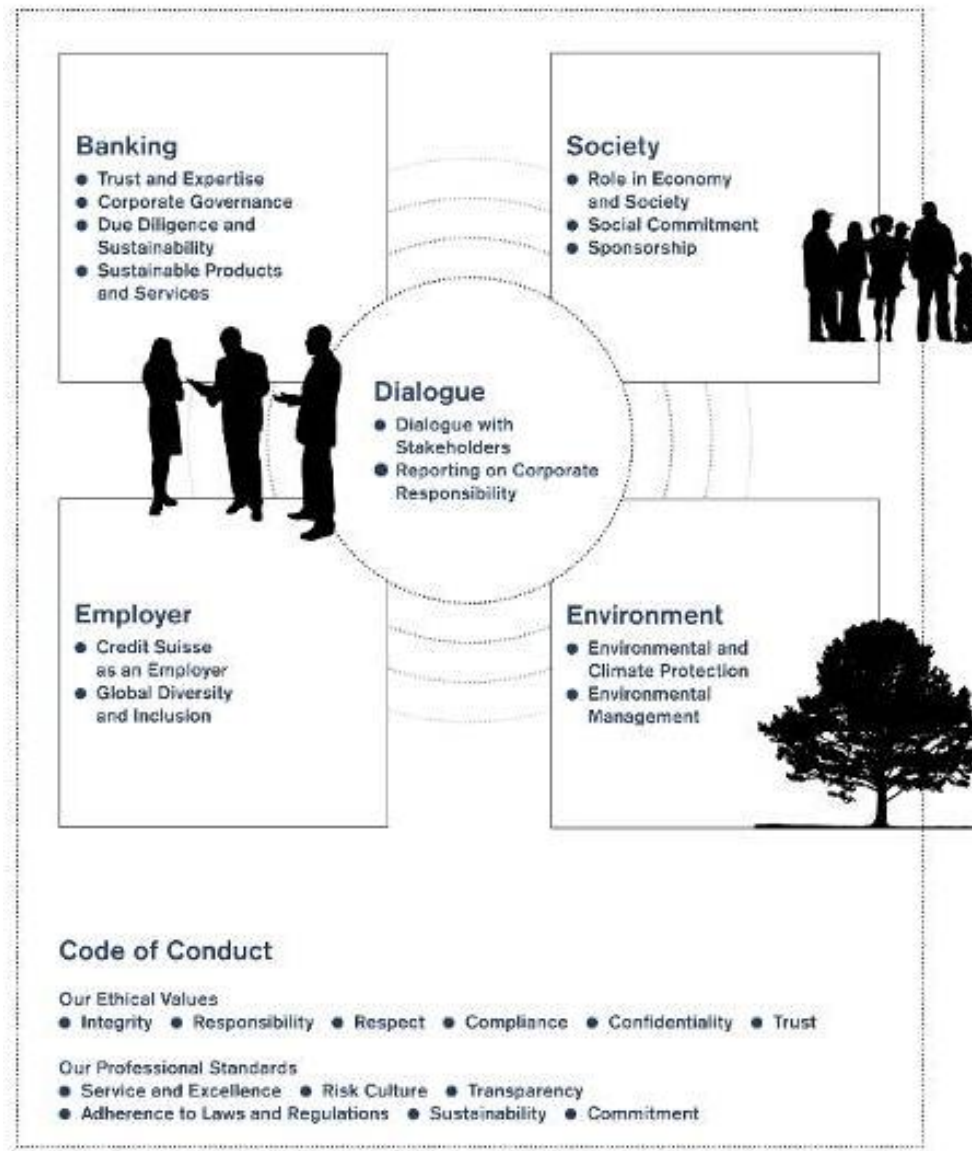 Banking
● Trust and Expertise
● Corporate Governance
● Due Diligence and
Sustainability
● Sustainable Products
and Services
Society
● Role in Economy
and Society
● Social Commitment
● Sponsorship
Dialogue
● Dialogue with
Stakeholders
● Reporting on Corporate
Responsibility
Employer
● Credit Suisse
as an Employer
● Global Diversity
and Inclusion
Environment
● Environmental and
Climate Protection
● Environmental
Management
Code of Conduct
Our Ethical Values
● Integrity ● Responsibility ● Respect ● Compliance ● Confidentiality ● Trust
Our Professional Standards
● Service and Excellence ● Risk Culture ● Transparency
● Adherence to Laws and Regulations ● Sustainability ● Commitment